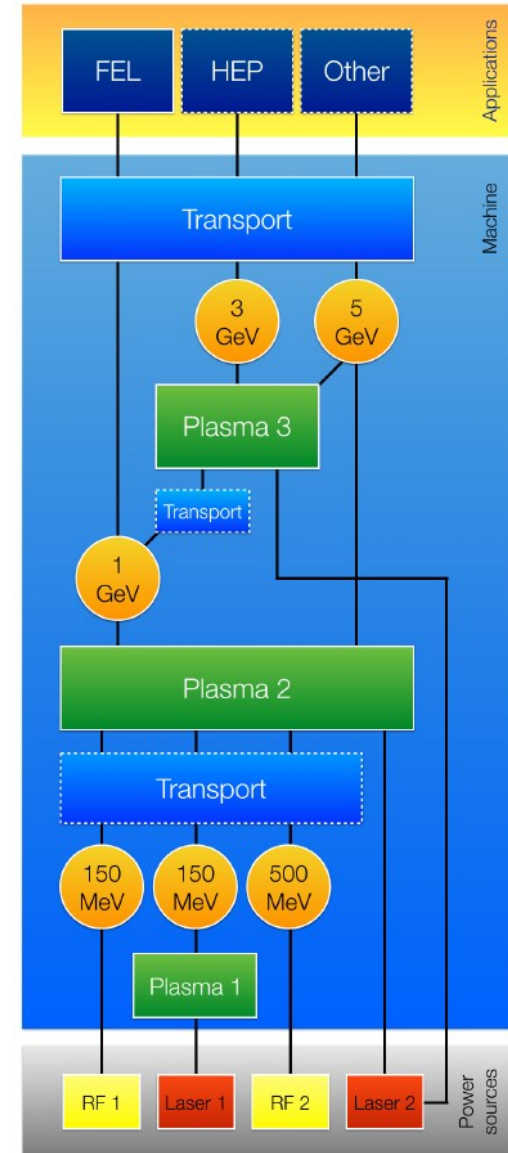 FEL
HEP
Other
Applications
Transport
Machine
3
GeV
5
GeV
Plasma 3
Transport
1
GeV
Plasma 2
Transport
150
MeV
150
MeV
500
MeV
Plasma 1
RF 1
Laser 1
RF 2
Laser 2
Power
sources